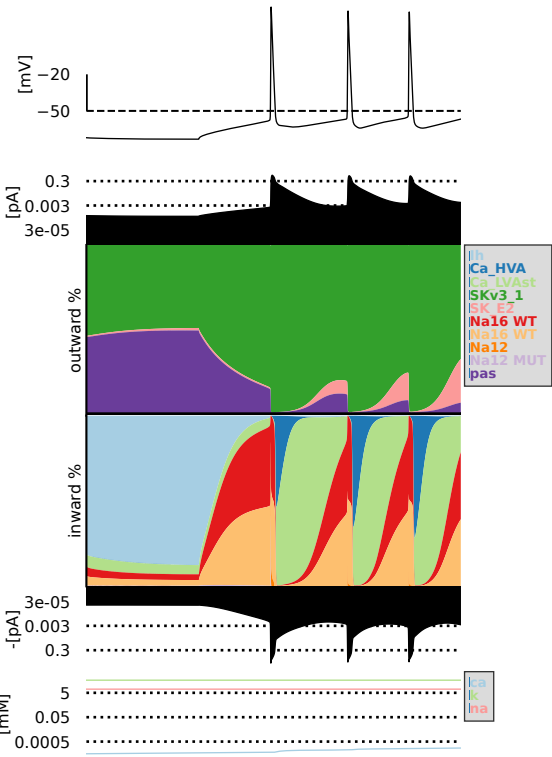 [mV]
−20
−50
[pA]
0.3
0.003
3e-05
outward %
Ih
Ca_HVA
Ca_LVAst
SKv3_1
SK_E2
Na16 WT
Na16 WT
Na12
Na12 MUT
pas
inward %
3e-05
0.003
0.3
-[pA]
5
0.05
0.0005
[mM]
ca
k
na